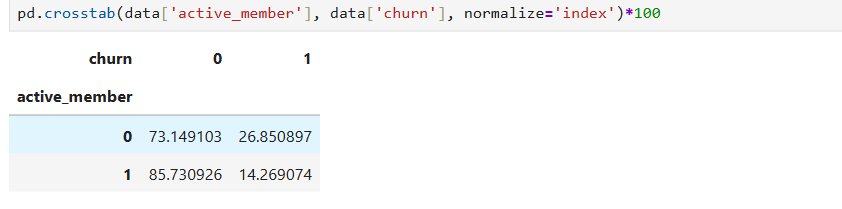 pd.crosstab(data['active_member'], data['churn'], normalize='index')*100
churn 0 1
active_member
0 73.149103 26.850897
1 85.730926 14.269074